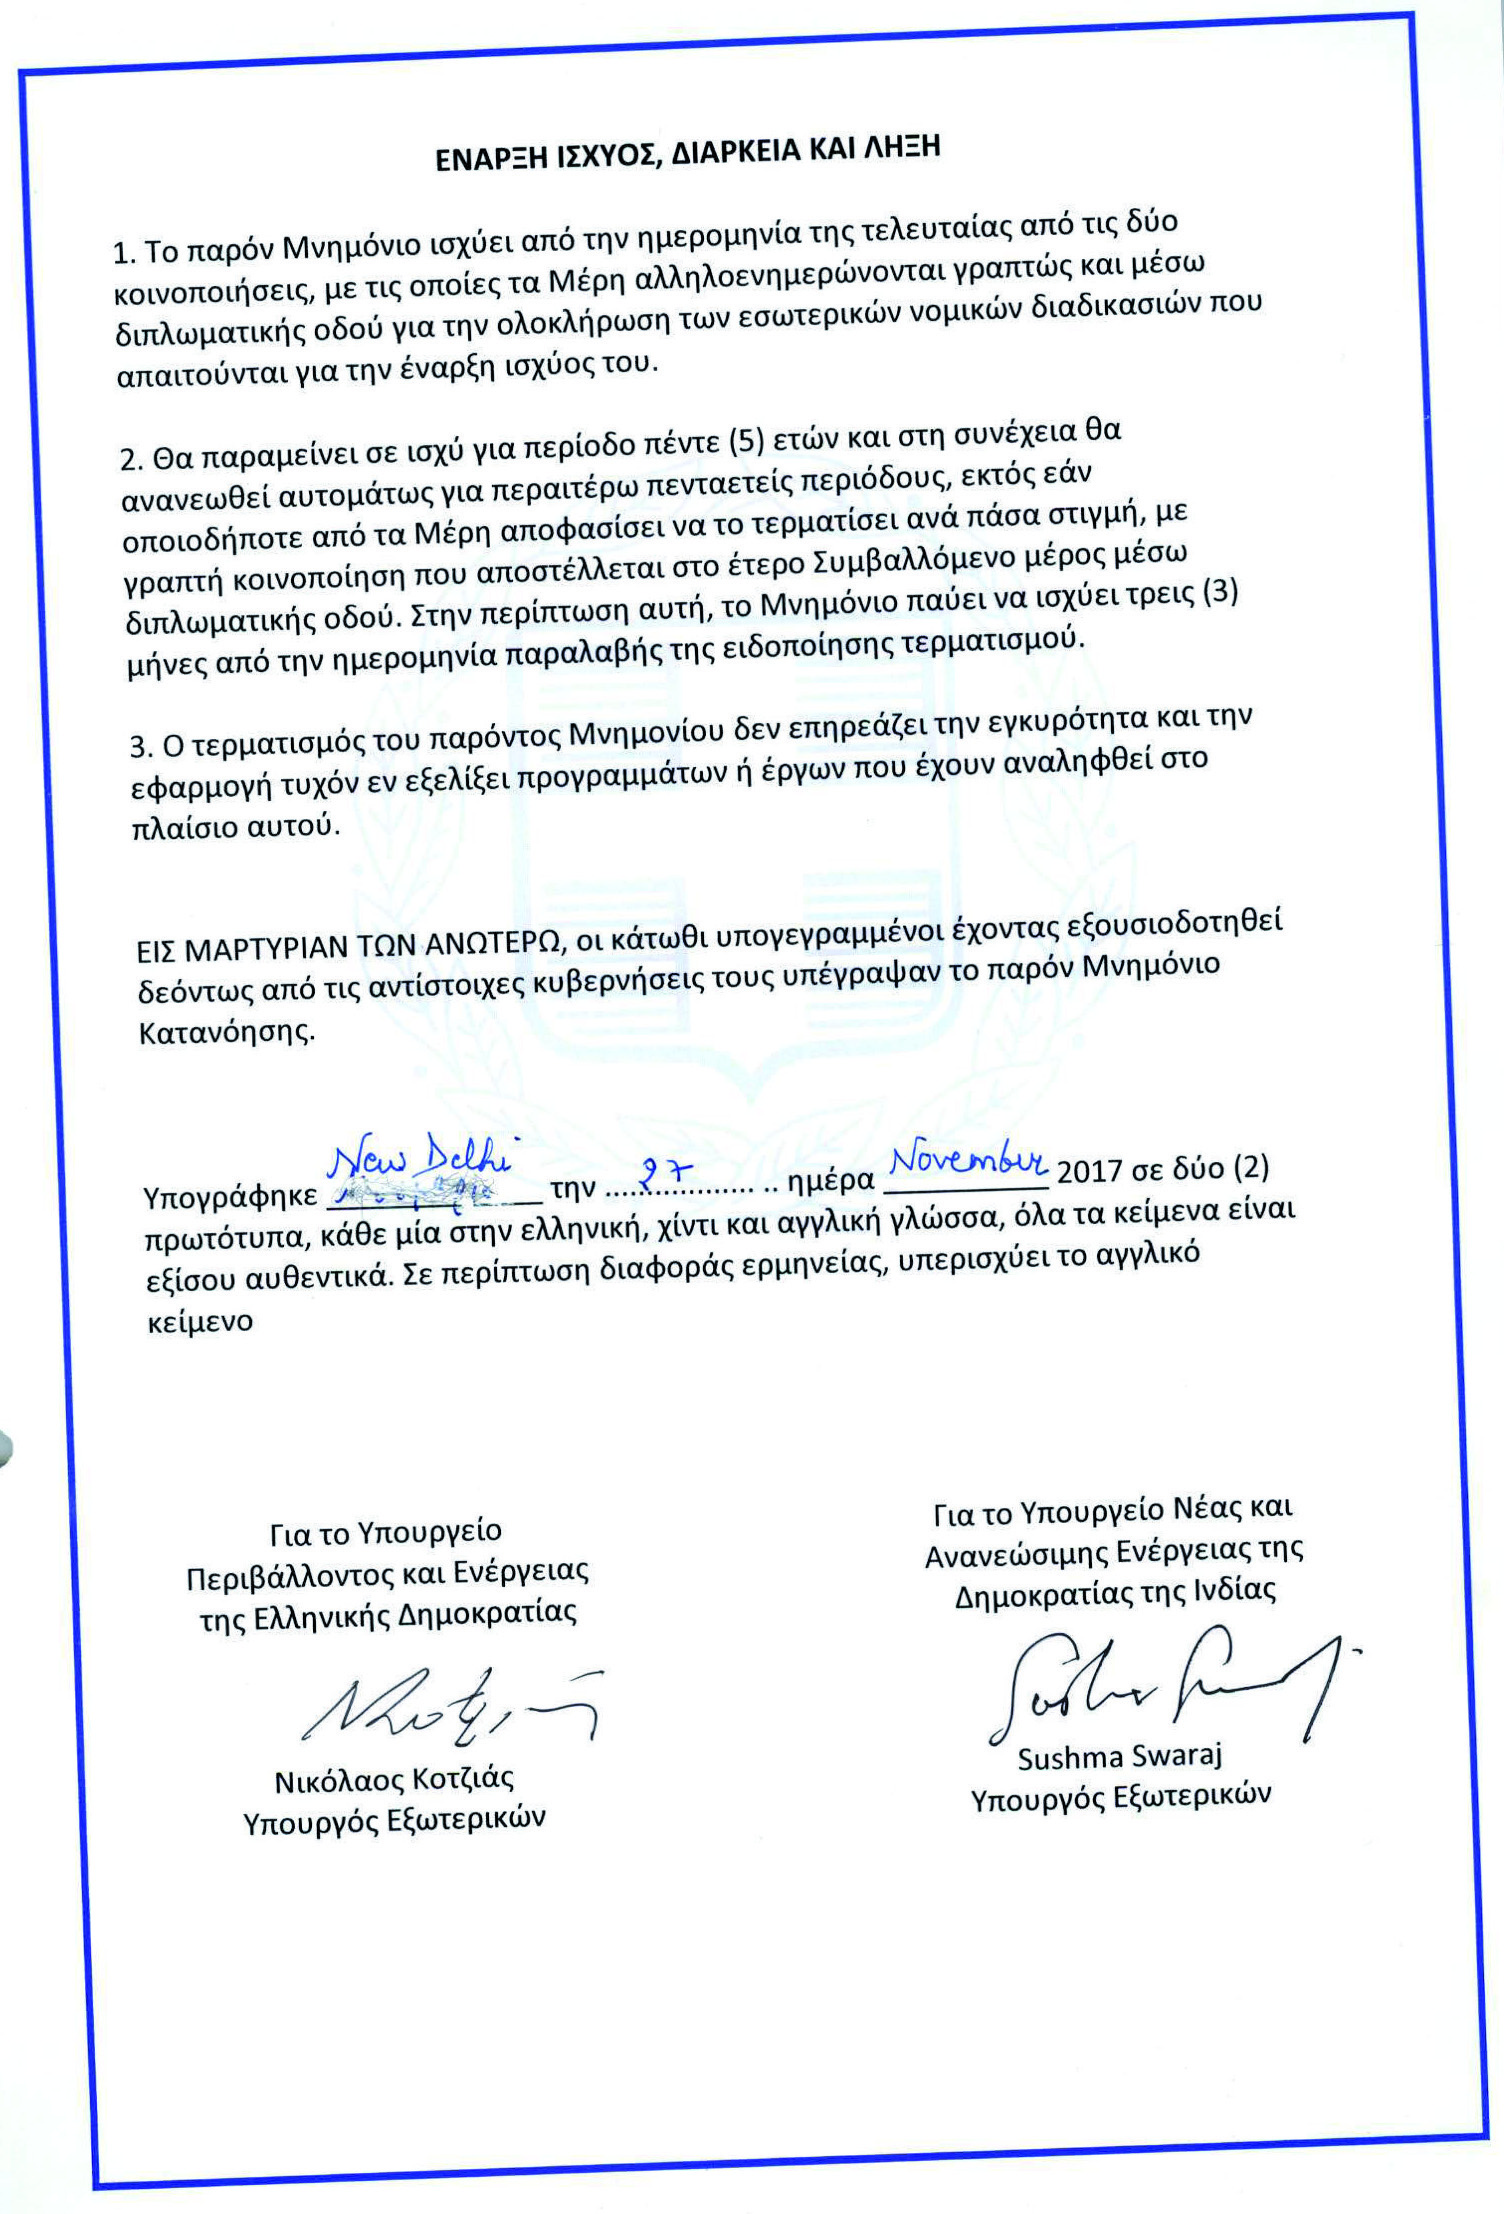 ΕΝΑΡΞΗ ΙΣΧΥΟΣ, ΔΙΑΡΚΕΙΑ ΚΑΙ ΛΗΞΗ
1. Το παρόν Μνημόνιο ισχύει από την ημερομηνία της τελευταίας από τις δύο
κοινοποιήσεις, με τις οποίες τα Μέρη αλληλοενημερώνονται γραπτώς και μέσω
διπλωματικής οδού για την ολοκλήρωση των εσωτερικών νομικών διαδικασιών που
απαιτούνται για την έναρξη ισχύος του.
2. Θα παραμείνει σε ισχύ για περίοδο πέντε (5) ετών και στη συνέχεια θα
ανανεωθεί αυτομάτως για περαιτέρω πενταετείς περιόδους, εκτός εάν
οποιοδήποτε από τα Μέρη αποφασίσει να το τερματίσει ανά πάσα στιγμή, με
γραπτή κοινοποίηση που αποστέλλεται στο έτερο Συμβαλλόμενο μέρος μέσω
διπλωματικής οδού. Στην περίπτωση αυτή, το Μνημόνιο παύει να ισχύει τρεις (3)
μήνες από την ημερομηνία παραλαβής της ειδοποίησης τερματισμού.
3. Ο τερματισμός του παρόντος Μνημονίου δεν επηρεάζει την εγκυρότητα και την
εφαρμογή τυχόν εν εξελίξει προγραμμάτων ή έργων που έχουν αναληφθεί στο
πλαίσιο αυτού.
ΕΙΣ ΜΑΡΤΥΡΙΑΝ ΤΩΝ ΑΝΩΤΕΡΩ, οι κάτωθι υπογεγραμμένοι έχοντας εξουσιοδοτηθεί
δεόντως από τις αντίστοιχες κυβερνήσεις τους υπέγραψαν το παρόν Μνημόνιο
Κατανόησης.
Υπογράφηκε New Delhi την 27 ημέρα November 2017 σε δύο (2)
πρωτότυπα, κάθε μία στην ελληνική, χίντι και αγγλική γλώσσα, όλα τα κείμενα είναι
εξίσου αυθεντικά. Σε περίπτωση διαφοράς ερμηνείας, υπερισχύει το αγγλικό
κείμενο
Για το Υπουργείο
Περιβάλλοντος και Ενέργειας
της Ελληνικής Δημοκρατίας
Νικόλαος Κοτζιάς
Υπουργός Εξωτερικών
Για το Υπουργείο Νέας και
Ανανεώσιμης Ενέργειας της
Δημοκρατίας της Ινδίας
Sushma Swaraj
Υπουργός Εξωτερικών